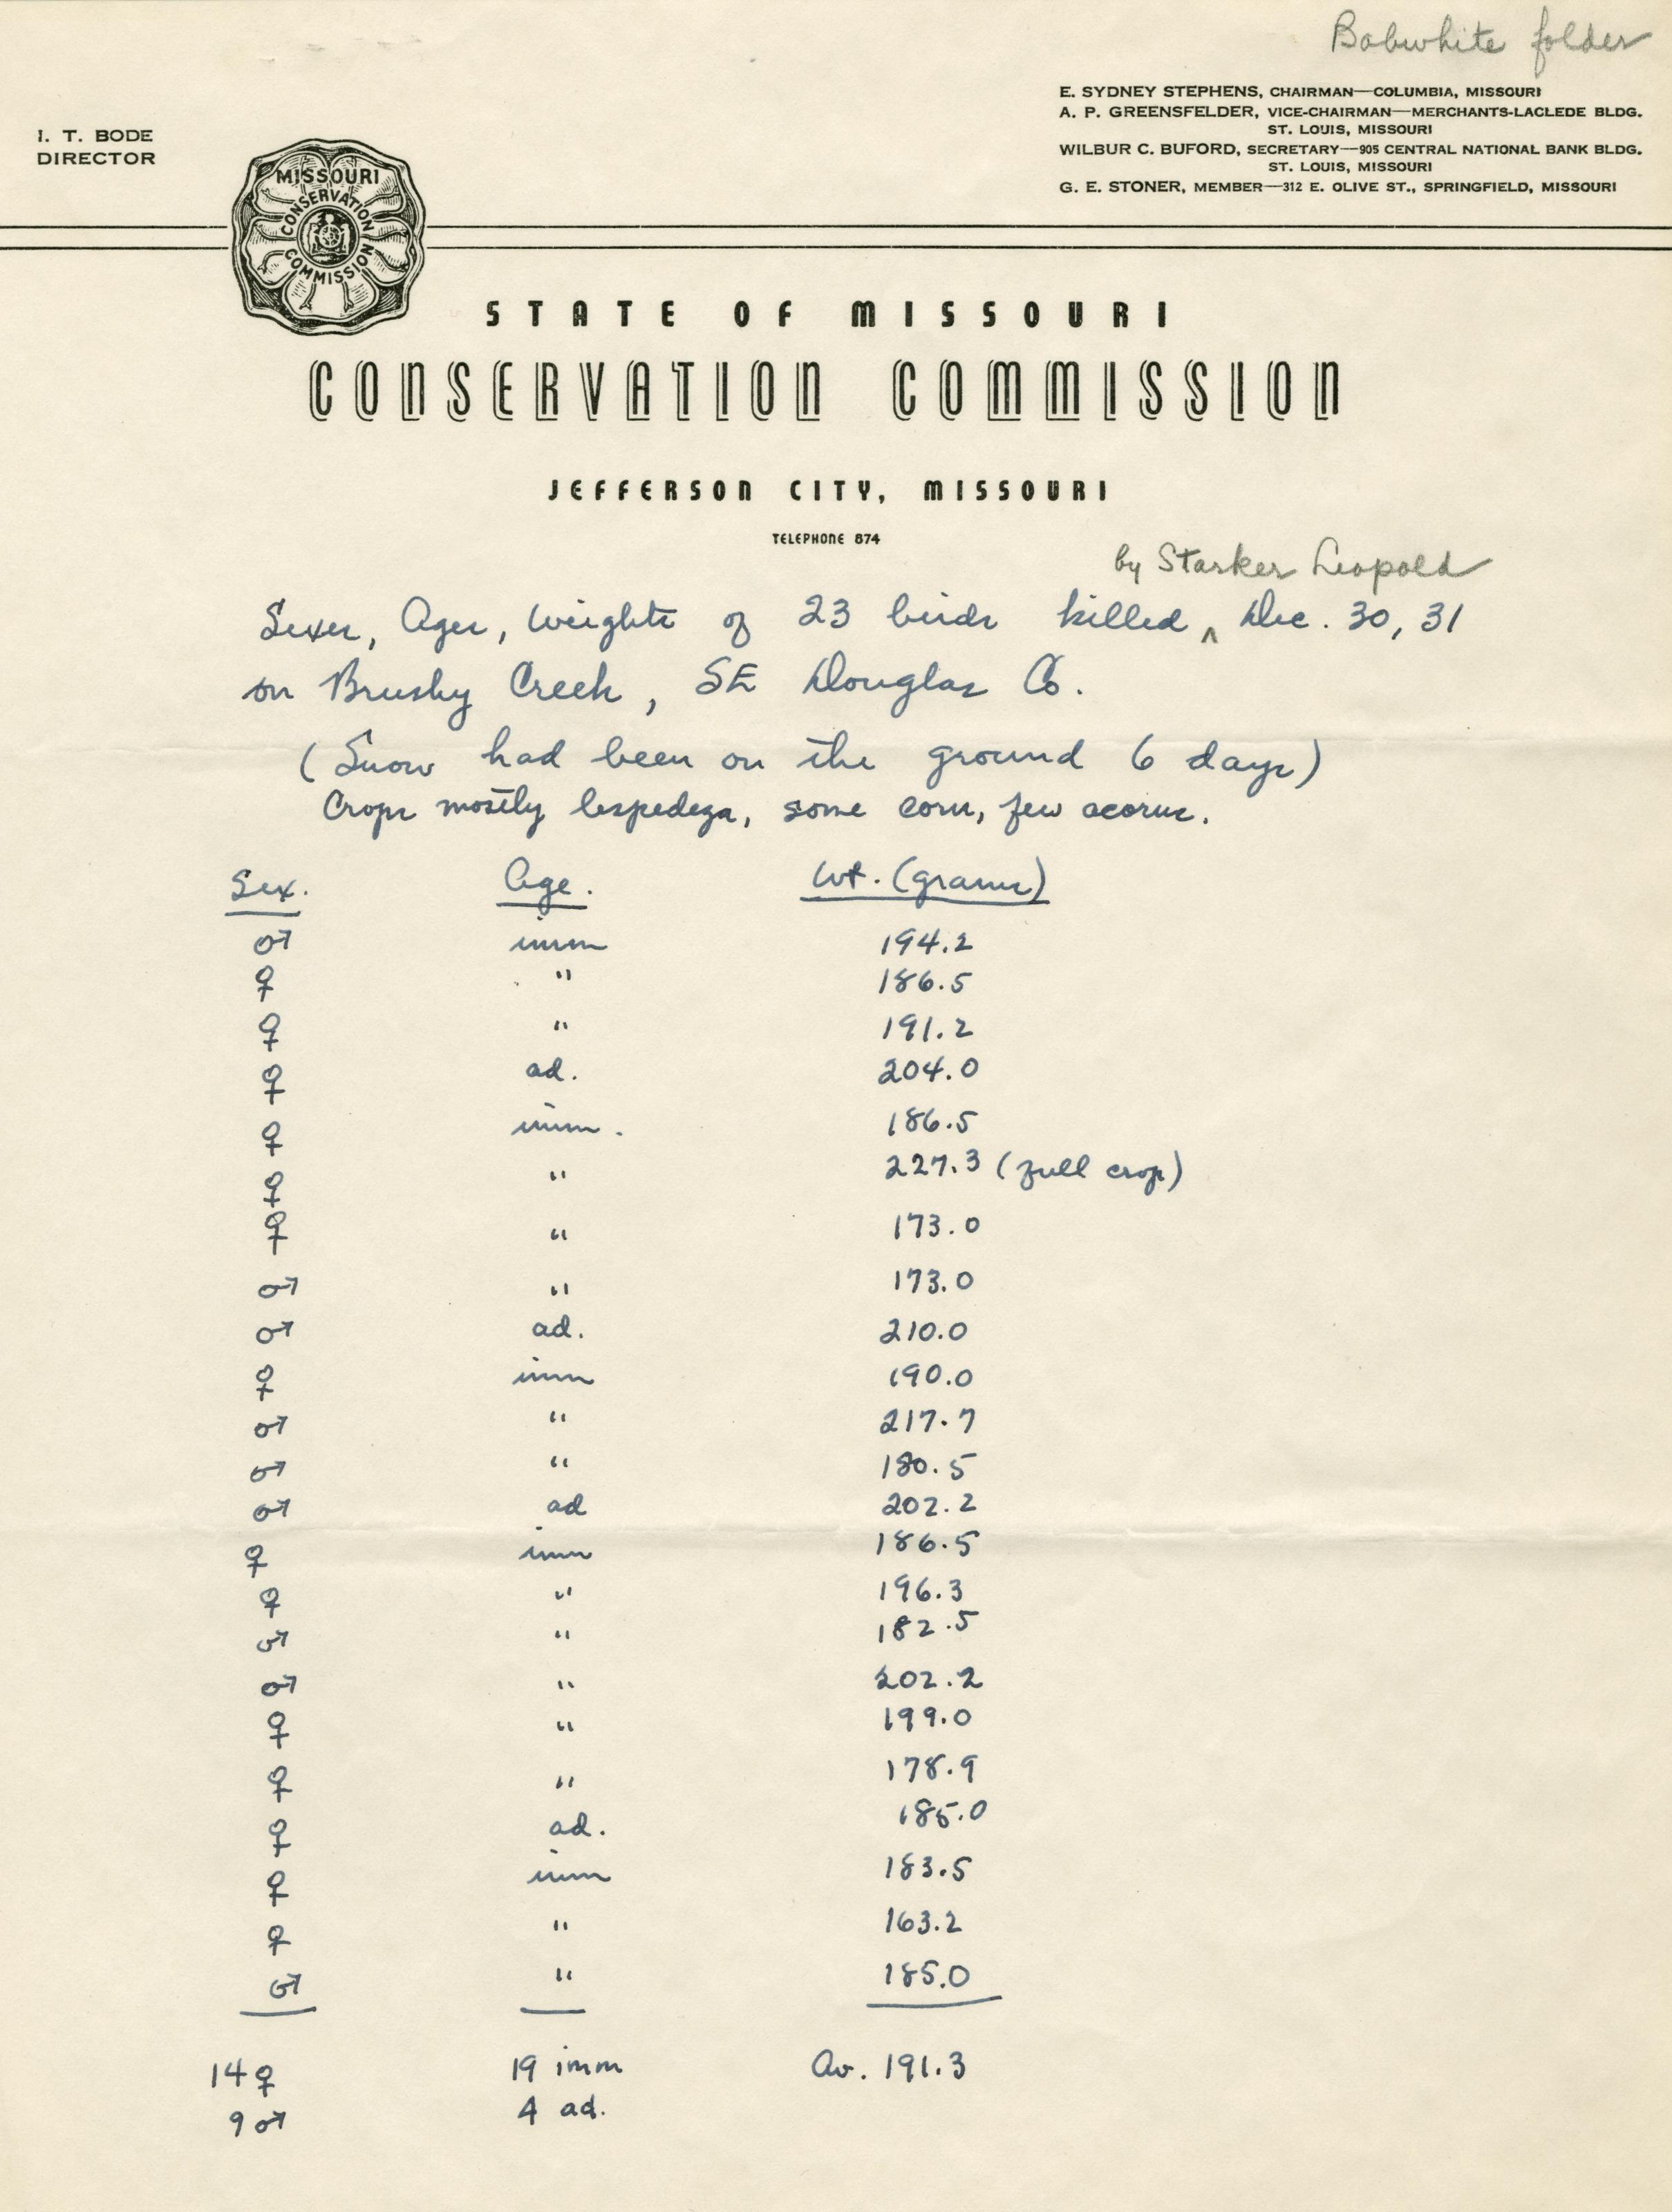 Bobwhite folder
E. SYDNEY STEPHENS, CHAIRMAN—COLUMBIA, MISSOURI
A. P. GREENSFELDER, VICE-CHAIRMAN—MERCHANTS-LACLEDE BLDG.
ST. LOUIS, MISSOURI
WILBUR C. BUFORD, SECRETARY—905 CENTRAL NATIONAL BANK BLDG.
ST. LOUIS, MISSOURI
G. E. STONER, MEMBER—312 E. OLIVE ST., SPRINGFIELD, MISSOURI
I. T. BODE
DIRECTOR
MISSOURI
CONSERVATION
COMMISSION
STATE OF MISSOURI
CONSERVATION COMMISSION
JEFFERSON CITY, MISSOURI
TELEPHONE 874
by Starker Leopold
Sexes, Ages, Weights of 23 birds killed ^ Dec. 30, 31
on Brushy Creek, SE Douglas Co.
(Snow had been on the ground 6 days)
Crops mostly lespedeza, some corn, few acorns.
Sex. Age. Wt. (grams)
♂ imm 194.2
♀ " 186.5
♀ " 191.2
♀ ad. 204.0
♀ imm. 186.5
♀ " 227.3 (full crop)
♀ " 173.0
♂ " 173.0
♂ ad. 210.0
♀ imm 190.0
♂ " 217.7
♂ " 180.5
♂ ad 202.2
♀ imm 186.5
♀ " 196.3
♂ " 182.5
♂ " 202.2
♀ " 199.0
♀ " 178.9
♀ ad. 185.0
♀ imm 183.5
♀ " 163.2
♂ " 185.0
14 ♀ 19 imm Av. 191.3
9 ♂ 4 ad.